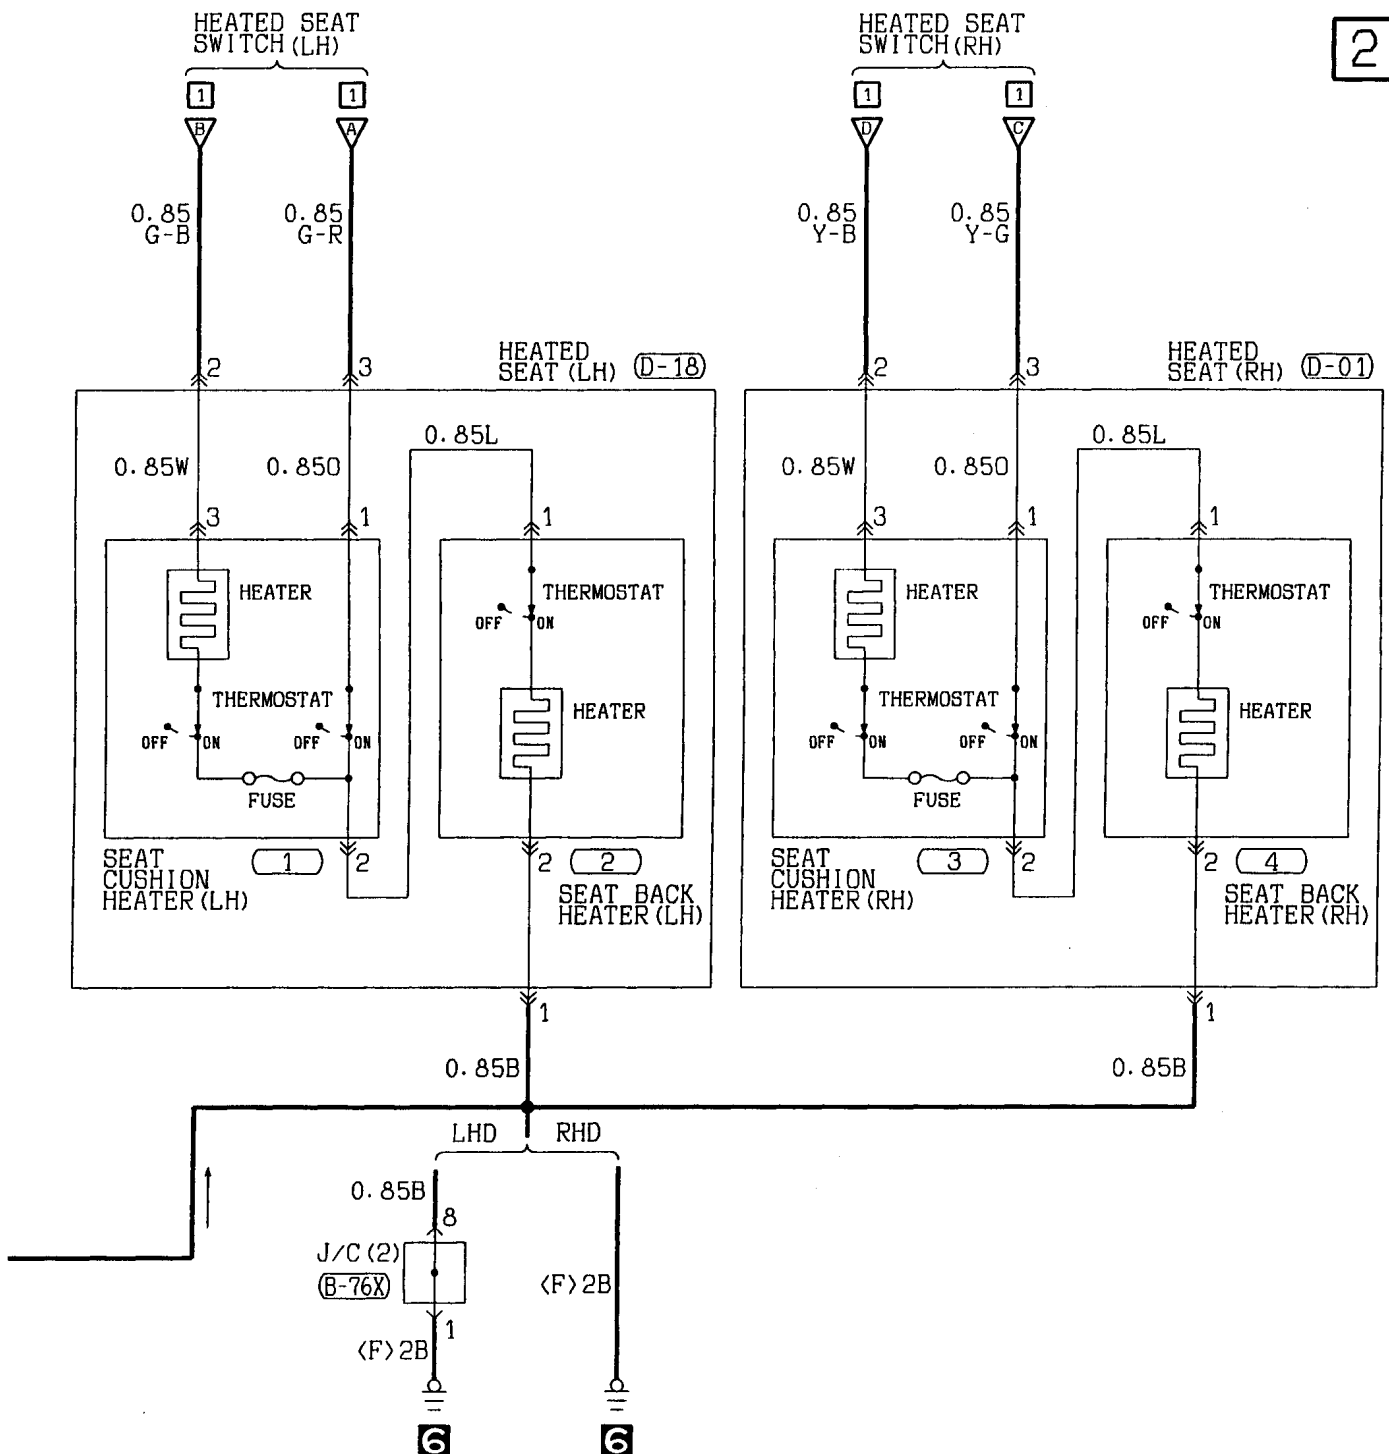 HEATED SEAT
SWITCH (LH)
HEATED SEAT
SWITCH (RH)
2
1
1
1
1
B
A
D
C
0.85
G-B
0.85
G-R
0.85
Y-B
0.85
Y-G
2
3
HEATED
SEAT (LH)
D-18
2
3
HEATED
SEAT (RH)
D-01
0.85W
0.85O
0.85L
0.85W
0.85O
0.85L
3
1
1
3
1
1
HEATER
THERMOSTAT
OFF
ON
HEATER
THERMOSTAT
OFF
ON
THERMOSTAT
HEATER
THERMOSTAT
HEATER
OFF
ON
OFF
ON
OFF
ON
OFF
ON
FUSE
FUSE
SEAT
CUSHION
HEATER (LH)
1
2
2
2
SEAT BACK
HEATER (LH)
SEAT
CUSHION
HEATER (RH)
3
2
2
4
SEAT BACK
HEATER (RH)
1
1
0.85B
0.85B
LHD
RHD
0.85B
8
J/C (2)
B-76X
<F>2B
1
<F>2B
6
6